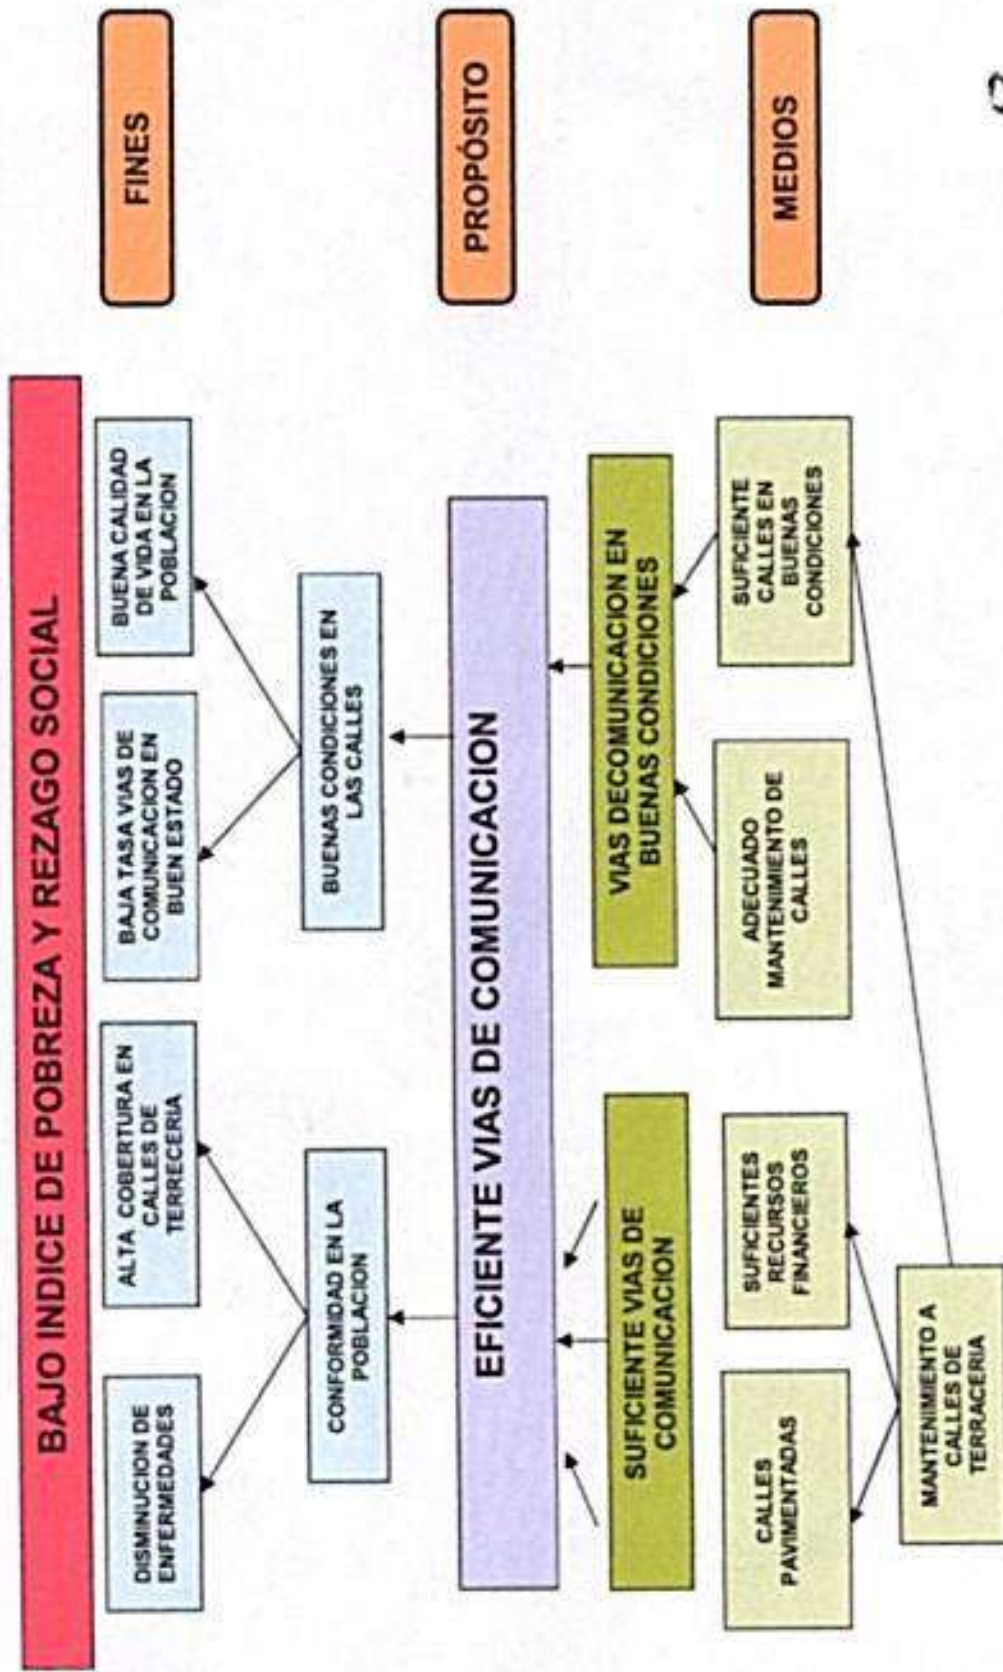 BAJO INDICE DE POBREZA Y REZAGO SOCIAL
DISMINUCION DE
ENFERMEDADES
ALTA COBERTURA EN
CALLES DE
TERRECERIA
BAJA TASA VIAS DE
COMUNICACION EN
BUEN ESTADO
BUENA CALIDAD
DE VIDA EN LA
POBLACION
FINES
CONFORMIDAD EN LA
POBLACION
BUENAS CONDICIONES EN
LAS CALLES
EFICIENTE VIAS DE COMUNICACION
PROPÓSITO
SUFICIENTE VIAS DE
COMUNICACION
VIAS DECOMUNICACION EN
BUENAS CONDICIONES
CALLES
PAVIMENTADAS
SUFICIENTES
RECURSOS
FINANCIEROS
ADECUADO
MANTENIMIENTO DE
CALLES
SUFICIENTE
CALLES EN
BUENAS
CONDICIONES
MEDIOS
MANTENIMIENTO A
CALLES DE
TERRACERIA